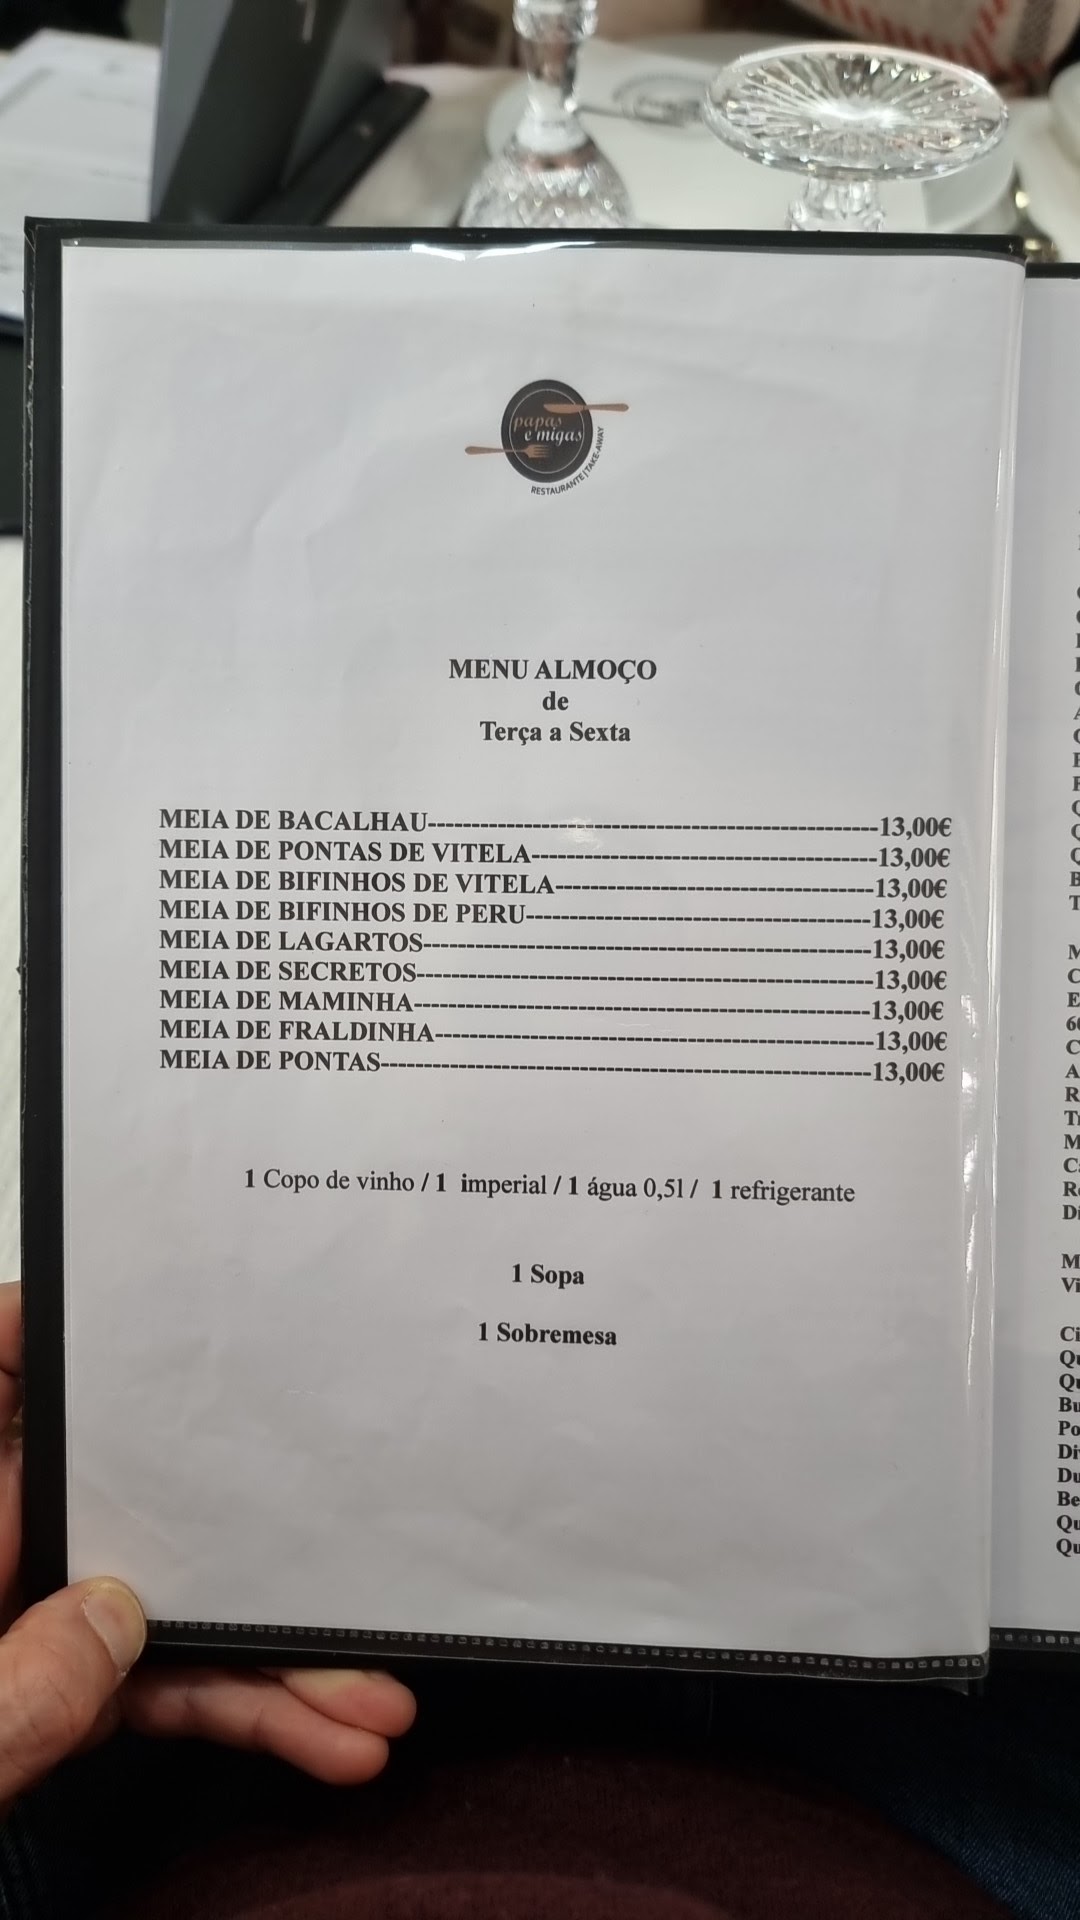 papas
e migas
RESTAURANTE | TAKE-AWAY
MENU ALMOÇO
de
Terça a Sexta
MEIA DE BACALHAU----------------------------------------------------13,00€
MEIA DE PONTAS DE VITELA----------------------------------------13,00€
MEIA DE BIFINHOS DE VITELA-------------------------------------13,00€
MEIA DE BIFINHOS DE PERU----------------------------------------13,00€
MEIA DE LAGARTOS----------------------------------------------------13,00€
MEIA DE SECRETOS-----------------------------------------------------13,00€
MEIA DE MAMINHA-----------------------------------------------------13,00€
MEIA DE FRALDINHA---------------------------------------------------13,00€
MEIA DE PONTAS---------------------------------------------------------13,00€
1 Copo de vinho / 1 imperial / 1 água 0,5l / 1 refrigerante
1 Sopa
1 Sobremesa